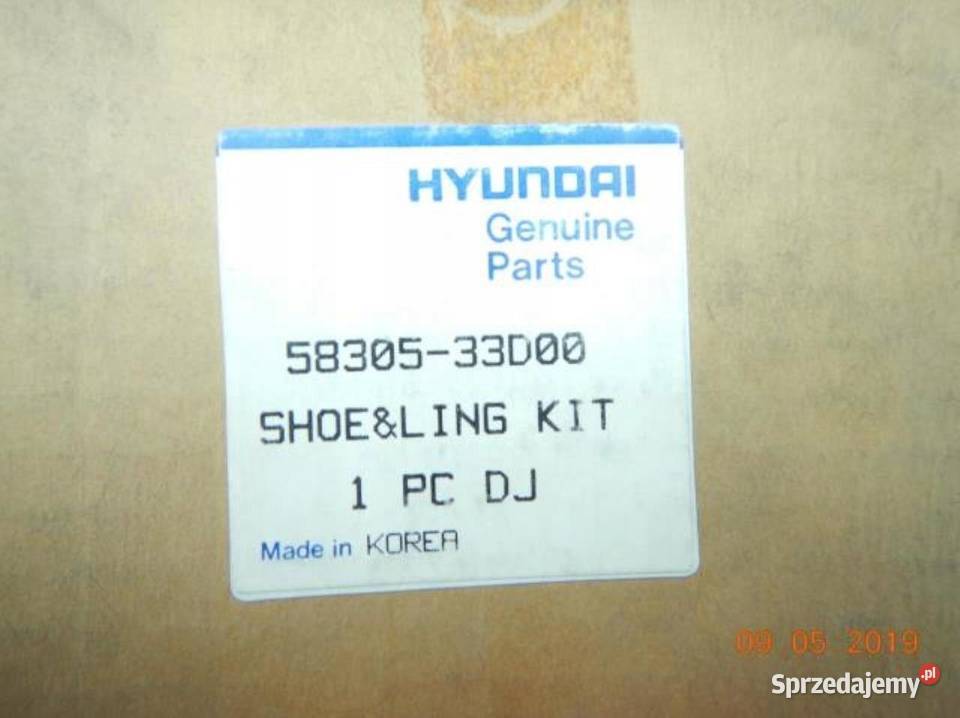 HYUNDAI
Genuine
Parts
58305-33D00
SHOE&LING KIT
1 PC DJ
Made in KOREA
09 05 2019
Sprzedajemy.pl